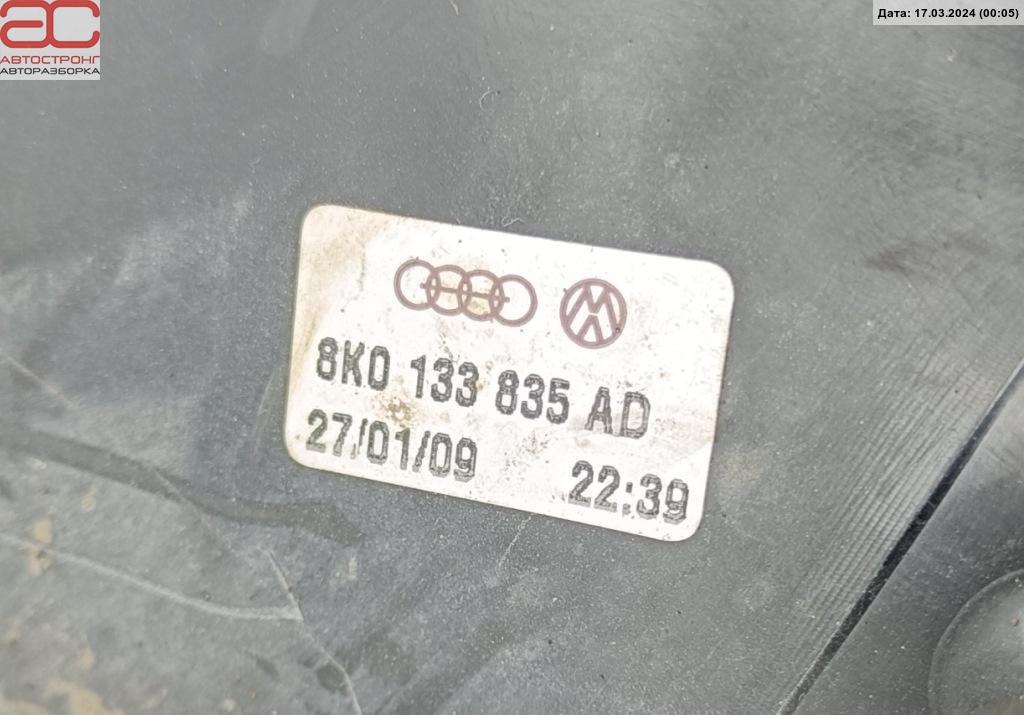 АВТОСТРОНГ
АВТОРАЗБОРКА
Дата: 17.03.2024 (00:05)
8K0 133 835 AD
27/01/09 22:39